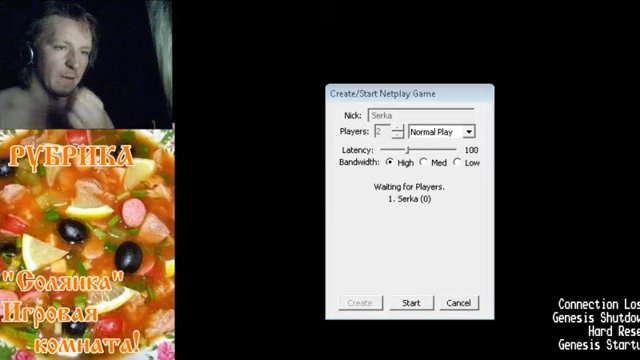 РУБРИКА
"Солянка"
Игровая
комната!
Create/Start Netplay Game
Nick: Serka
Players: 2 Normal Play
Latency: 100
Bandwidth: High Med Low
Waiting for Players.
1. Serka (0)
Create Start Cancel
Connection Los
Genesis Shutdow
Hard Rese
Genesis Startu